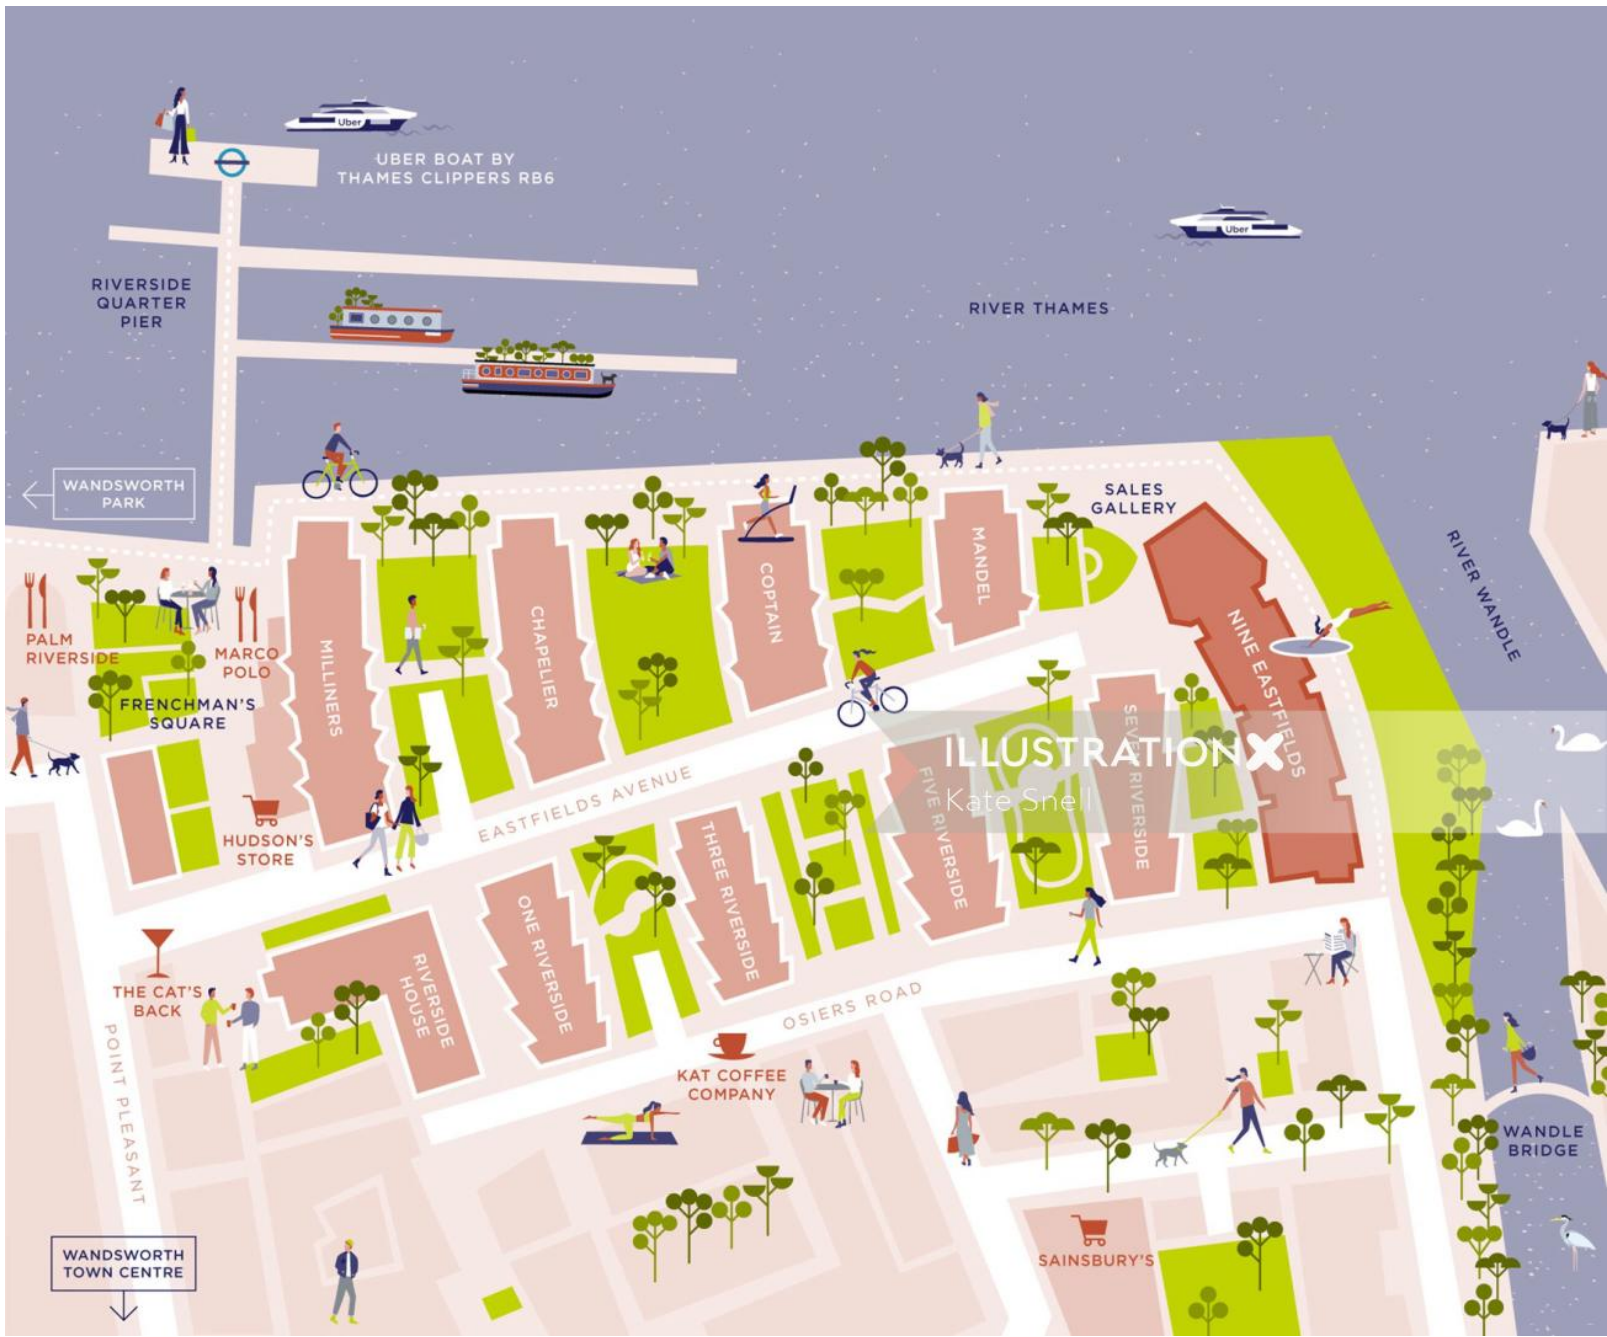 Uber
UBER BOAT BY
THAMES CLIPPERS RB6
Uber
RIVERSIDE
QUARTER
PIER
RIVER THAMES
WANDSWORTH
PARK
SALES
GALLERY
RIVER WANDLE
PALM
RIVERSIDE
MARCO
POLO
FRENCHMAN'S
SQUARE
MILLINERS
CHAPELIER
COPTAIN
MANDEL
NINE EASTFIELDS
HUDSON'S
STORE
EASTFIELDS AVENUE
ILLUSTRATIONX
Kate Snell
FIVE RIVERSIDE
SEVEN RIVERSIDE
THREE RIVERSIDE
ONE RIVERSIDE
RIVERSIDE
HOUSE
THE CAT'S
BACK
OSIERS ROAD
POINT PLEASANT
KAT COFFEE
COMPANY
WANDLE
BRIDGE
WANDSWORTH
TOWN CENTRE
SAINSBURY'S